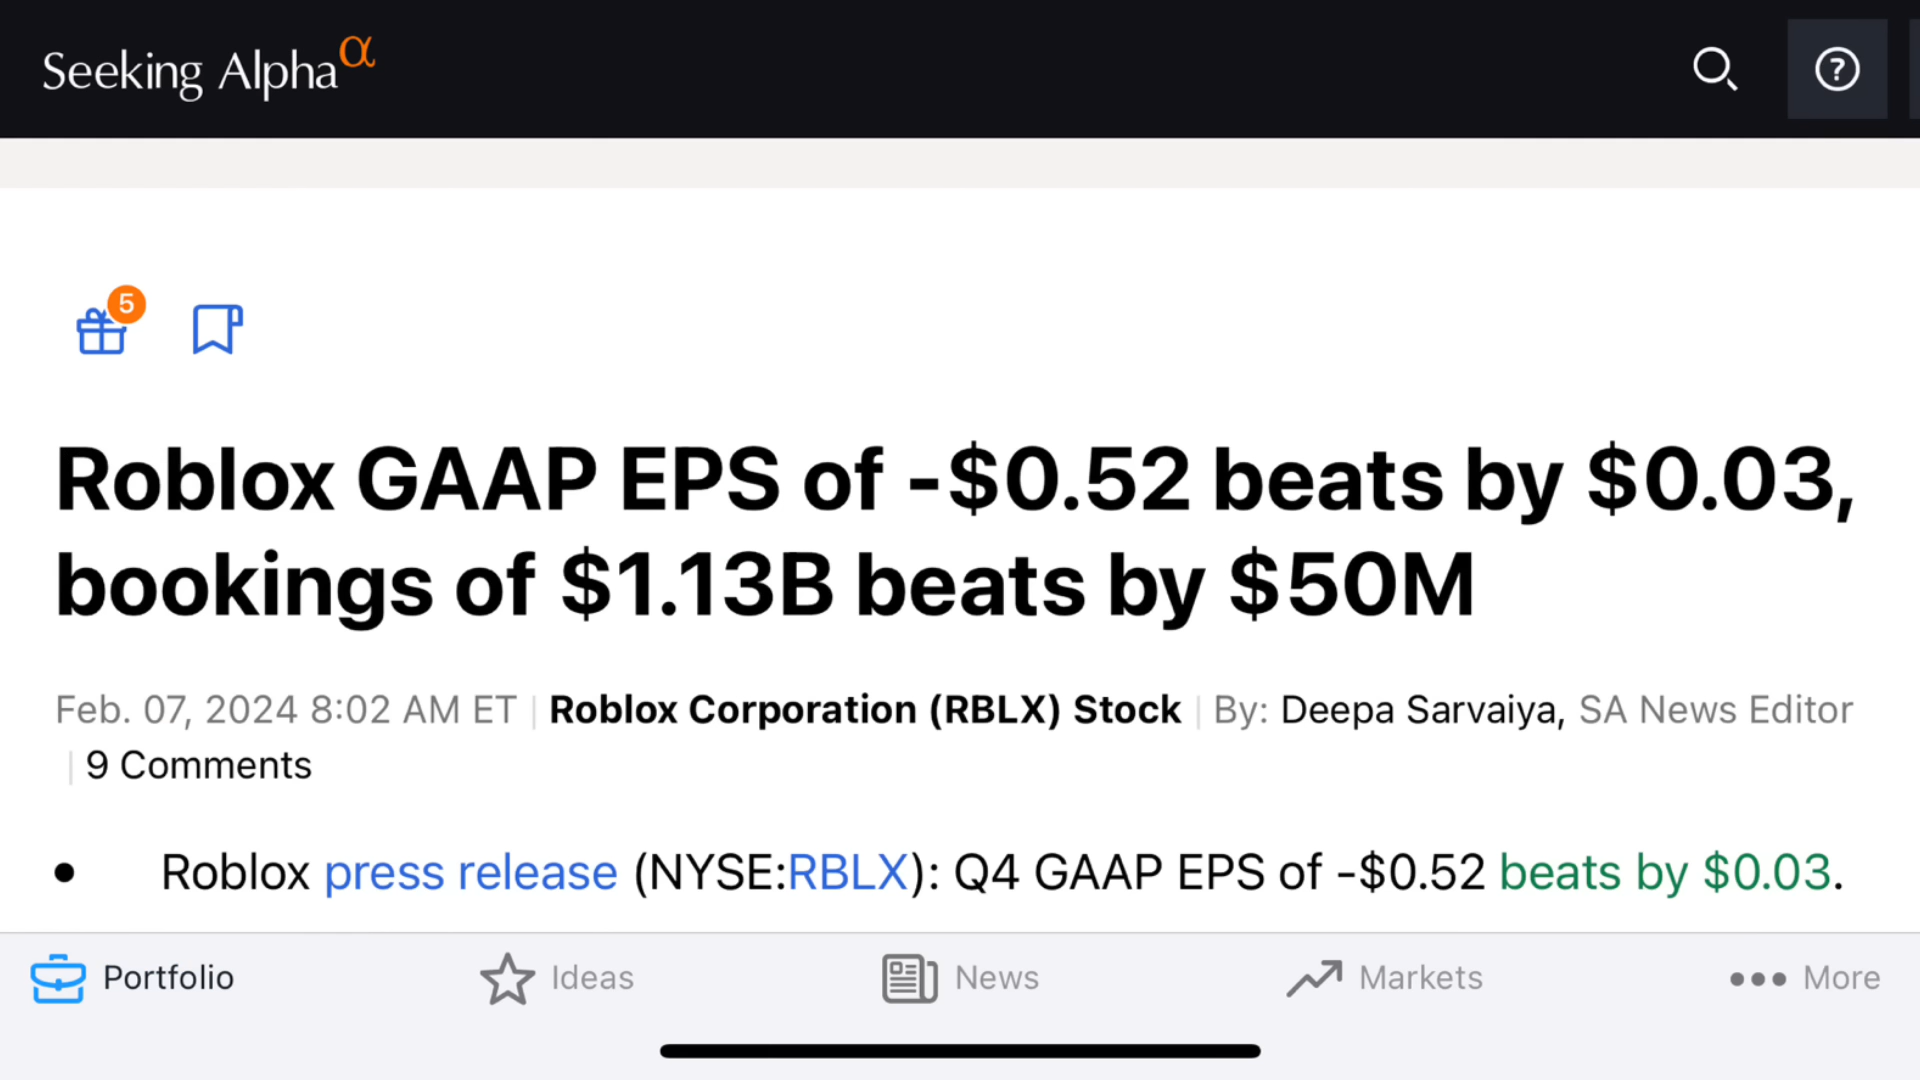 Seeking Alpha α
5
Roblox GAAP EPS of -$0.52 beats by $0.03,
bookings of $1.13B beats by $50M
Feb. 07, 2024 8:02 AM ET | Roblox Corporation (RBLX) Stock | By: Deepa Sarvaiya, SA News Editor
| 9 Comments
• Roblox press release (NYSE:RBLX): Q4 GAAP EPS of -$0.52 beats by $0.03.
Portfolio Ideas News Markets More